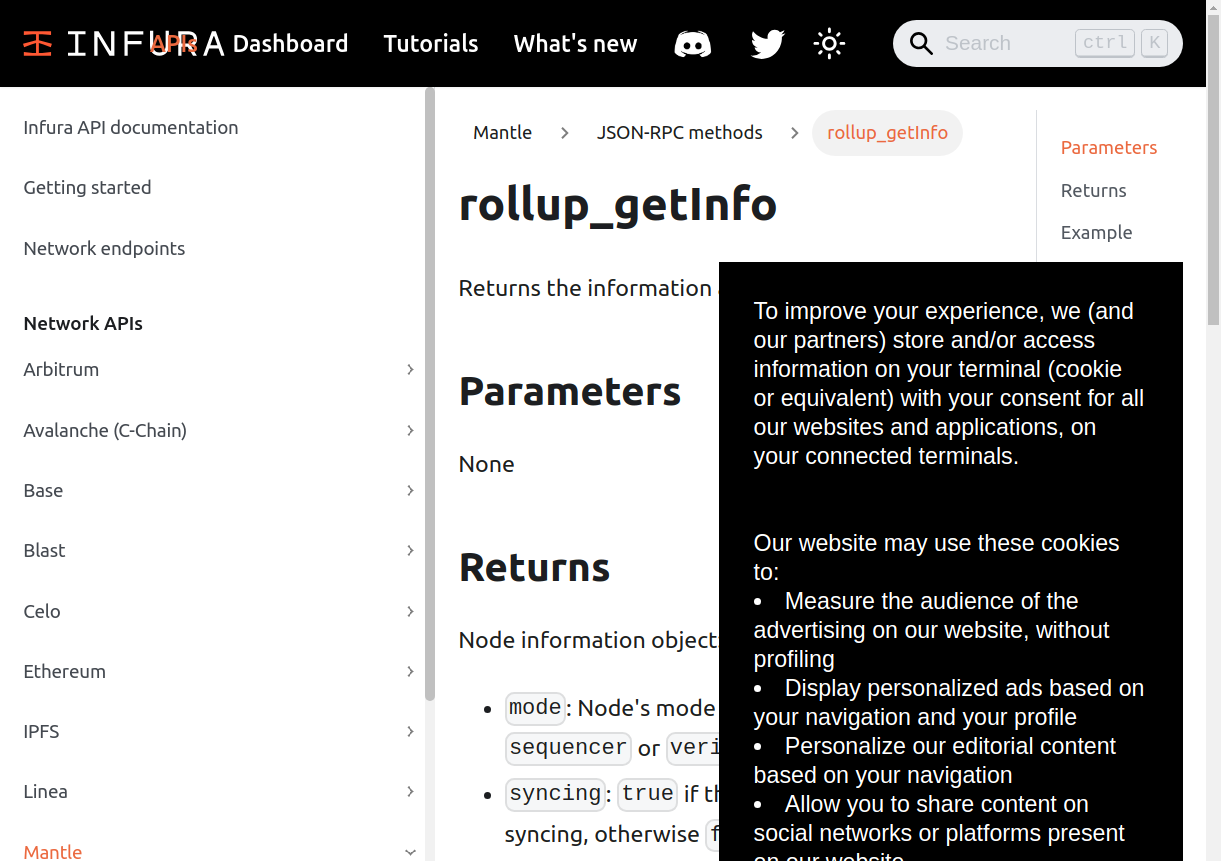 INFURA APIs Dashboard Tutorials What's new Search ctrl K
Infura API documentation
Getting started
Network endpoints
Network APIs
Arbitrum
Avalanche (C-Chain)
Base
Blast
Celo
Ethereum
IPFS
Linea
Mantle
Mantle > JSON-RPC methods > rollup_getInfo
rollup_getInfo
Returns the information
Parameters
None
Returns
Node information object
mode: Node's mode
sequencer or veri
syncing: true if th
syncing, otherwise f
Parameters
Returns
Example
To improve your experience, we (and
our partners) store and/or access
information on your terminal (cookie
or equivalent) with your consent for all
our websites and applications, on
your connected terminals.
Our website may use these cookies
to:
• Measure the audience of the
advertising on our website, without
profiling
• Display personalized ads based on
your navigation and your profile
• Personalize our editorial content
based on your navigation
• Allow you to share content on
social networks or platforms present
on our website